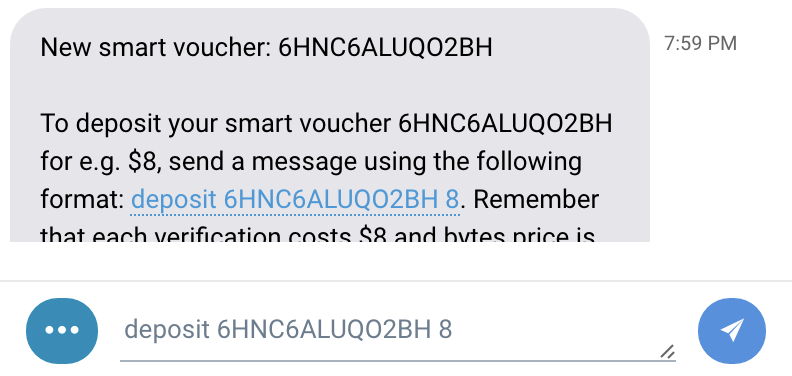 New smart voucher: 6HNC6ALUQO2BH
7:59 PM
To deposit your smart voucher 6HNC6ALUQO2BH
for e.g. $8, send a message using the following
format: deposit 6HNC6ALUQO2BH 8. Remember
that each verification costs $8 and bytes price is
deposit 6HNC6ALUQO2BH 8